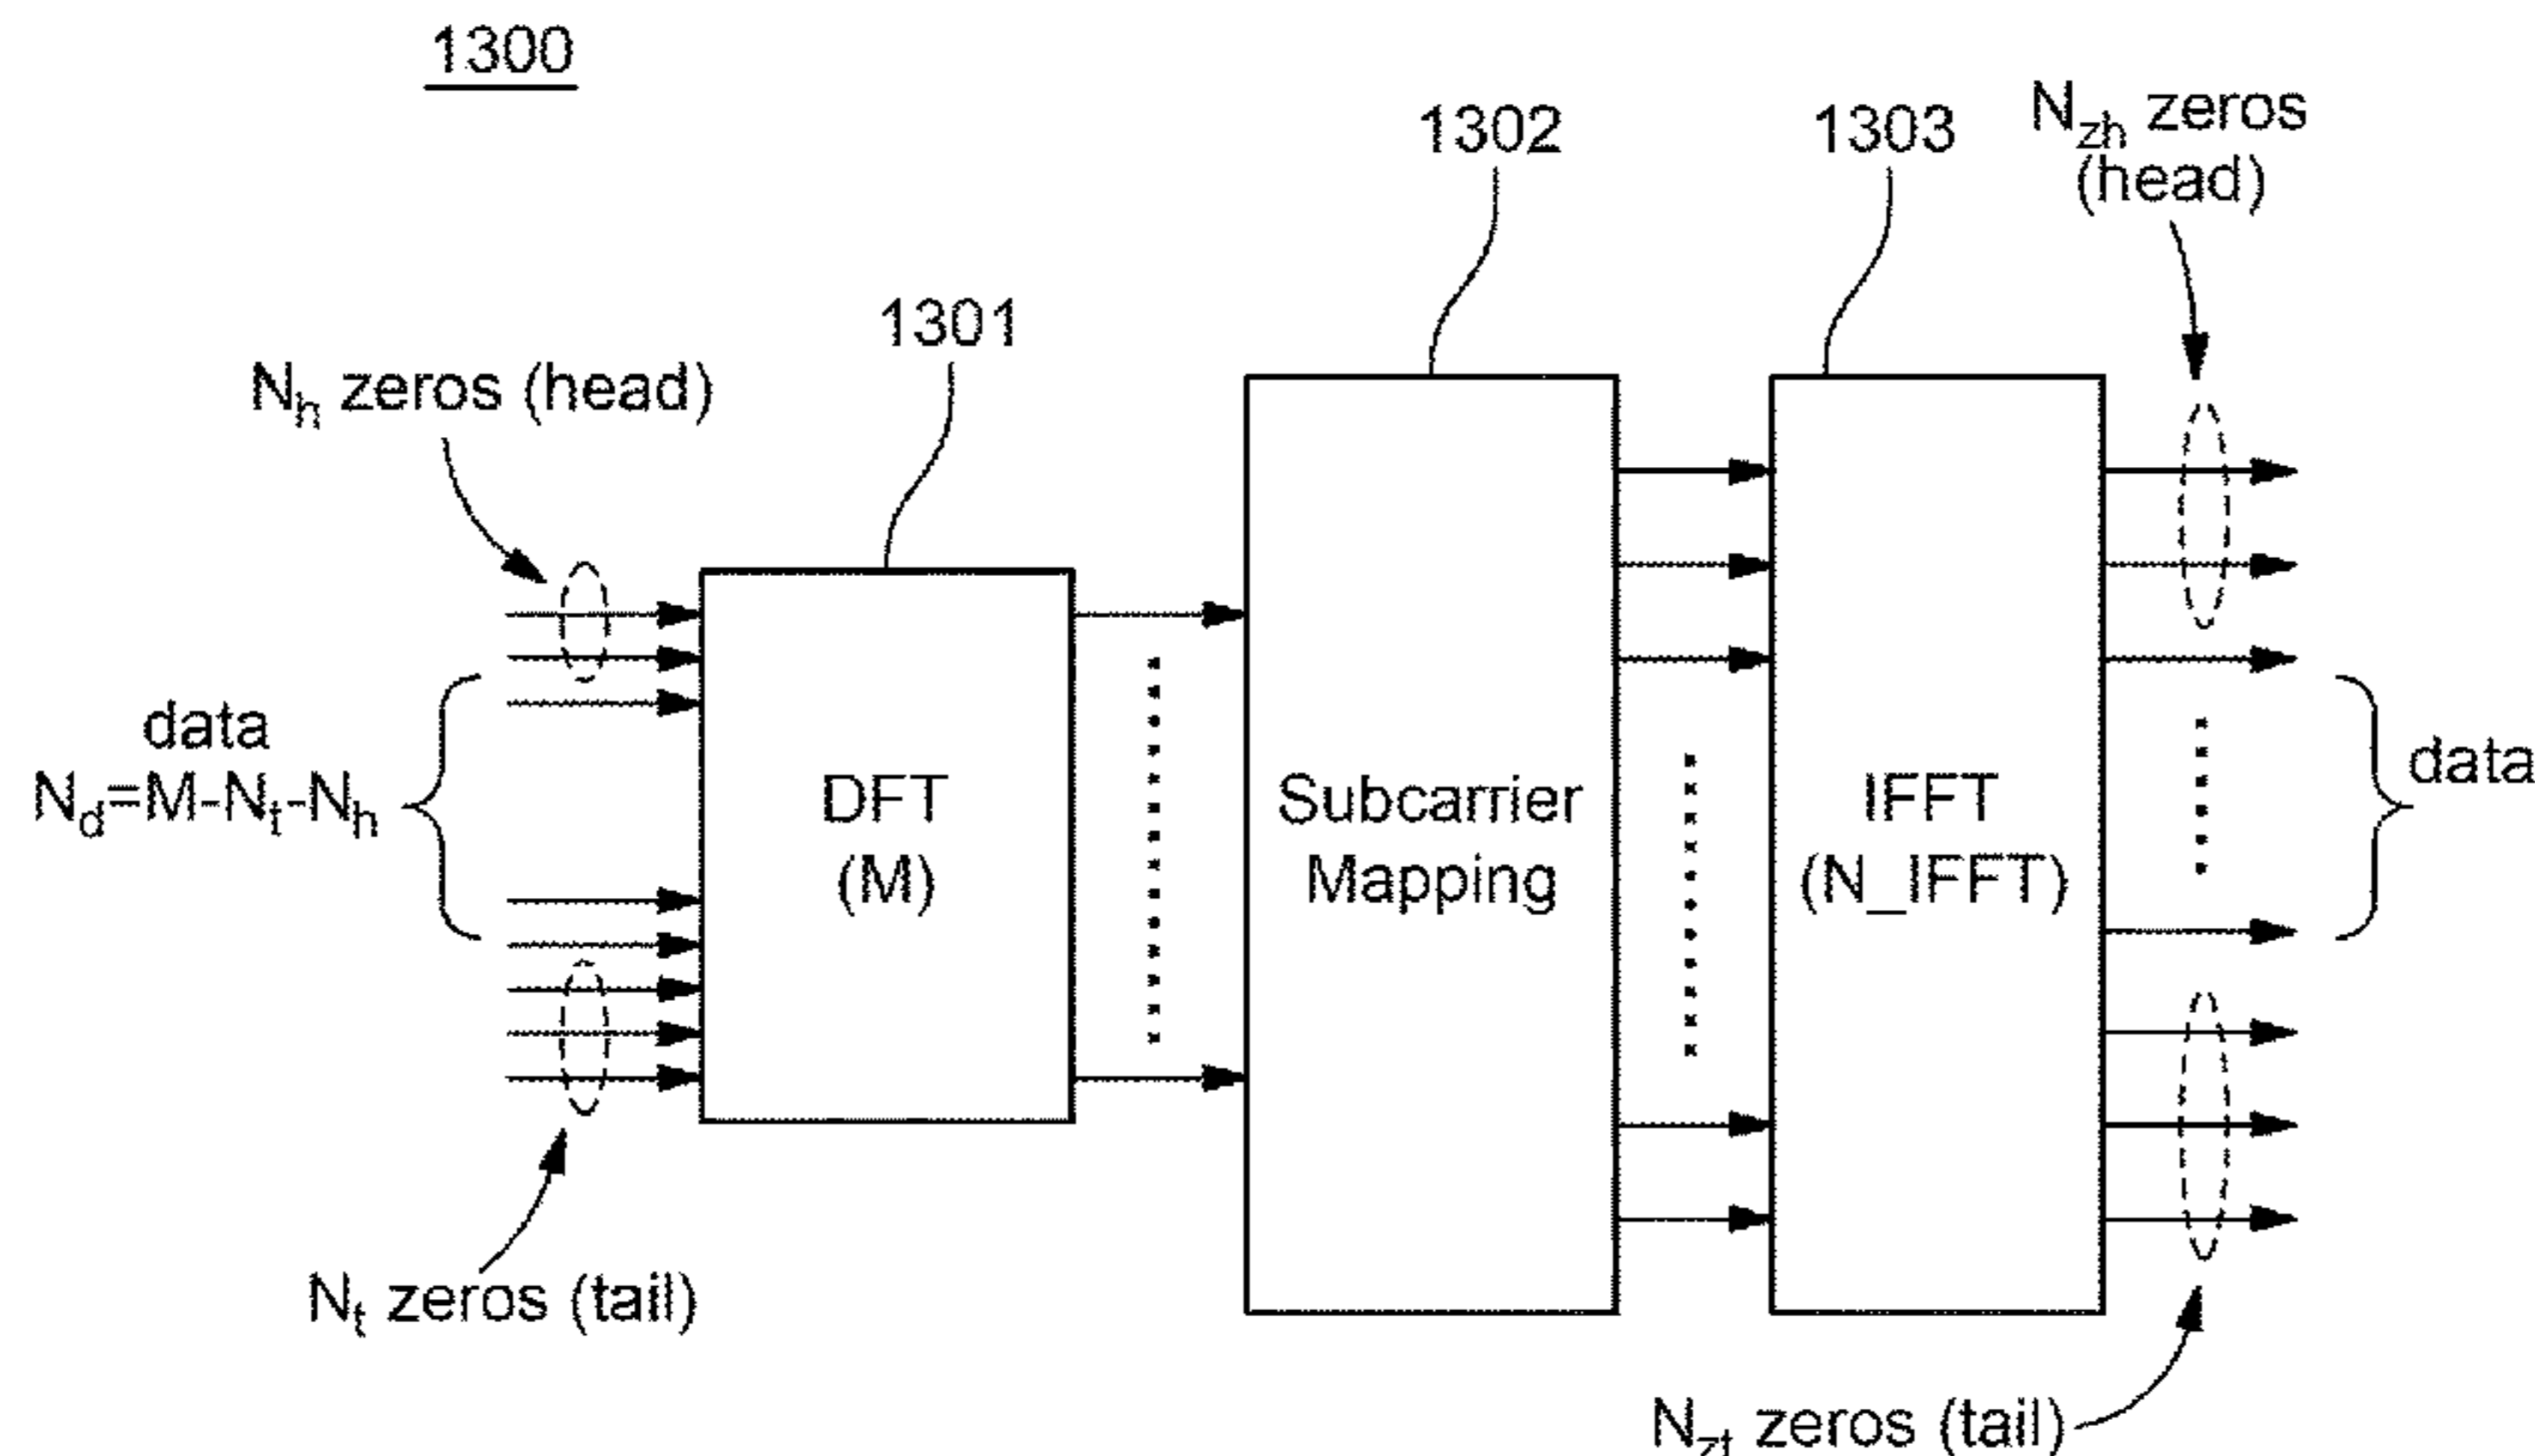 1300
1302
1303
N_zh zeros
(head)
1301
N_h zeros (head)
data
N_d=M-N_t-N_h
DFT
(M)
Subcarrier
Mapping
IFFT
(N_IFFT)
data
N_t zeros (tail)
N_zt zeros (tail)